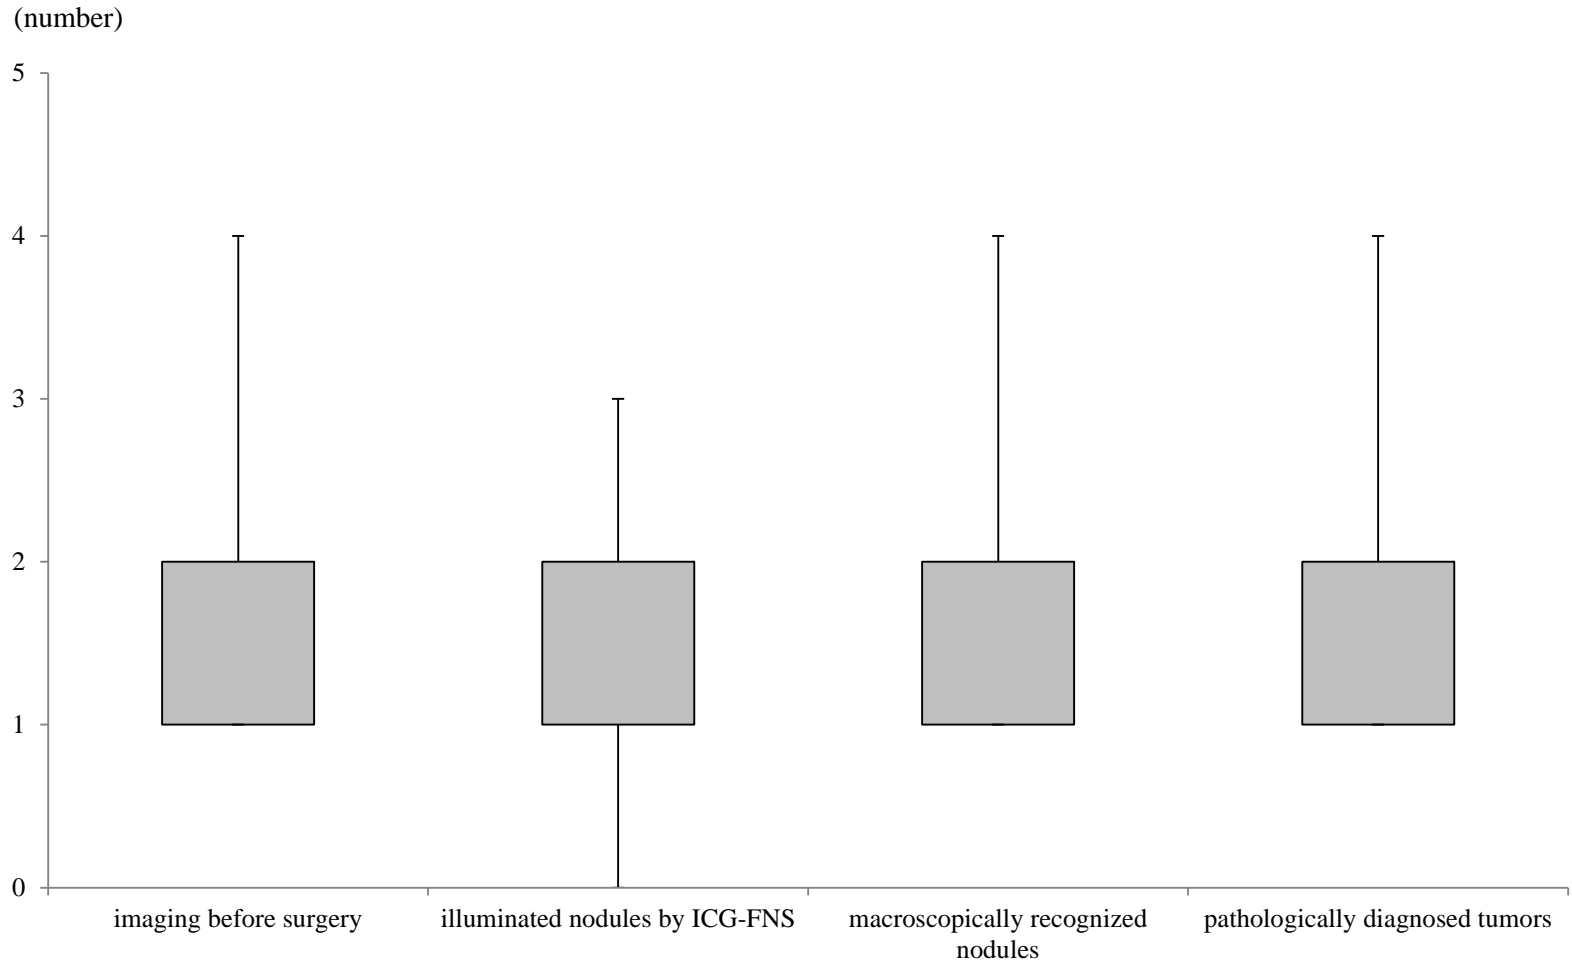 (number)
5
4
3
2
1
0
imaging before surgery
illuminated nodules by ICG-FNS
macroscopically recognized
nodules
pathologically diagnosed tumors